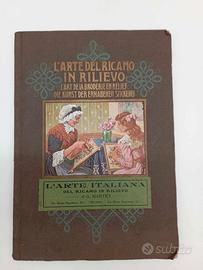 L'ARTE DEL RICAMO
IN RILIEVO
L'ART DE LA BRODERIE EN RELIEF
DIE KUNST DER ERHABENEN STICKEREI
L'ARTE ITALIANA
DEL RICAMO IN RILIEVO
subito